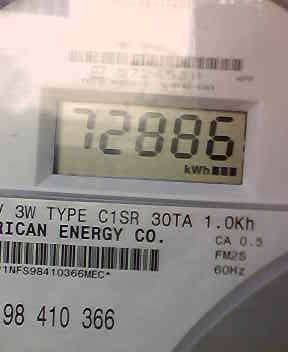 72886
kWh
V 3W TYPE C1SR 30TA 1.0Kh
RICAN ENERGY CO.
CA 0.5
FM2S
60Hz
1NFS98410366MEC*
98 410 366